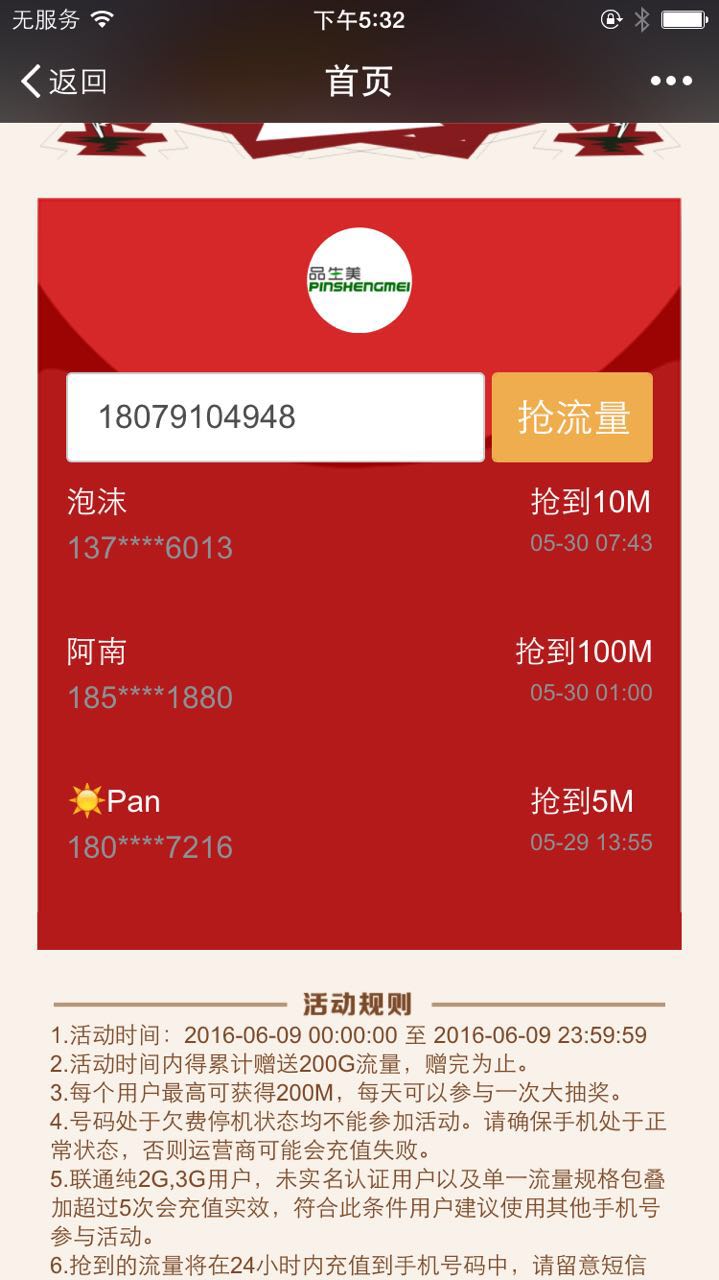 无服务 下午5:32
返回 首页
品生美
PINSHENGMEI
18079104948 抢流量
泡沫 抢到10M
137****6013 05-30 07:43
阿南 抢到100M
185****1880 05-30 01:00
☀️Pan 抢到5M
180****7216 05-29 13:55
活动规则
1.活动时间：2016-06-09 00:00:00 至 2016-06-09 23:59:59
2.活动时间内得累计赠送200G流量，赠完为止。
3.每个用户最高可获得200M，每天可以参与一次大抽奖。
4.号码处于欠费停机状态均不能参加活动。请确保手机处于正
常状态，否则运营商可能会充值失败。
5.联通纯2G,3G用户，未实名认证用户以及单一流量规格包叠
加超过5次会充值实效，符合此条件用户建议使用其他手机号
参与活动。
6.抢到的流量将在24小时内充值到手机号码中，请留意短信